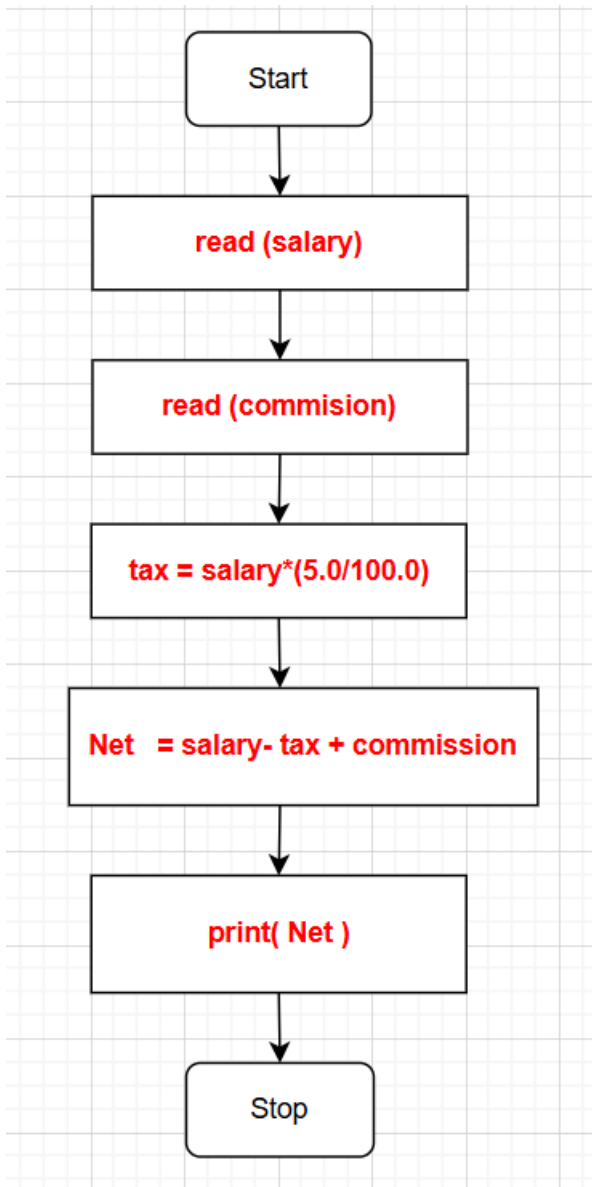 Start
read (salary)
read (commision)
tax = salary*(5.0/100.0)
Net   = salary- tax + commission
print( Net )
Stop